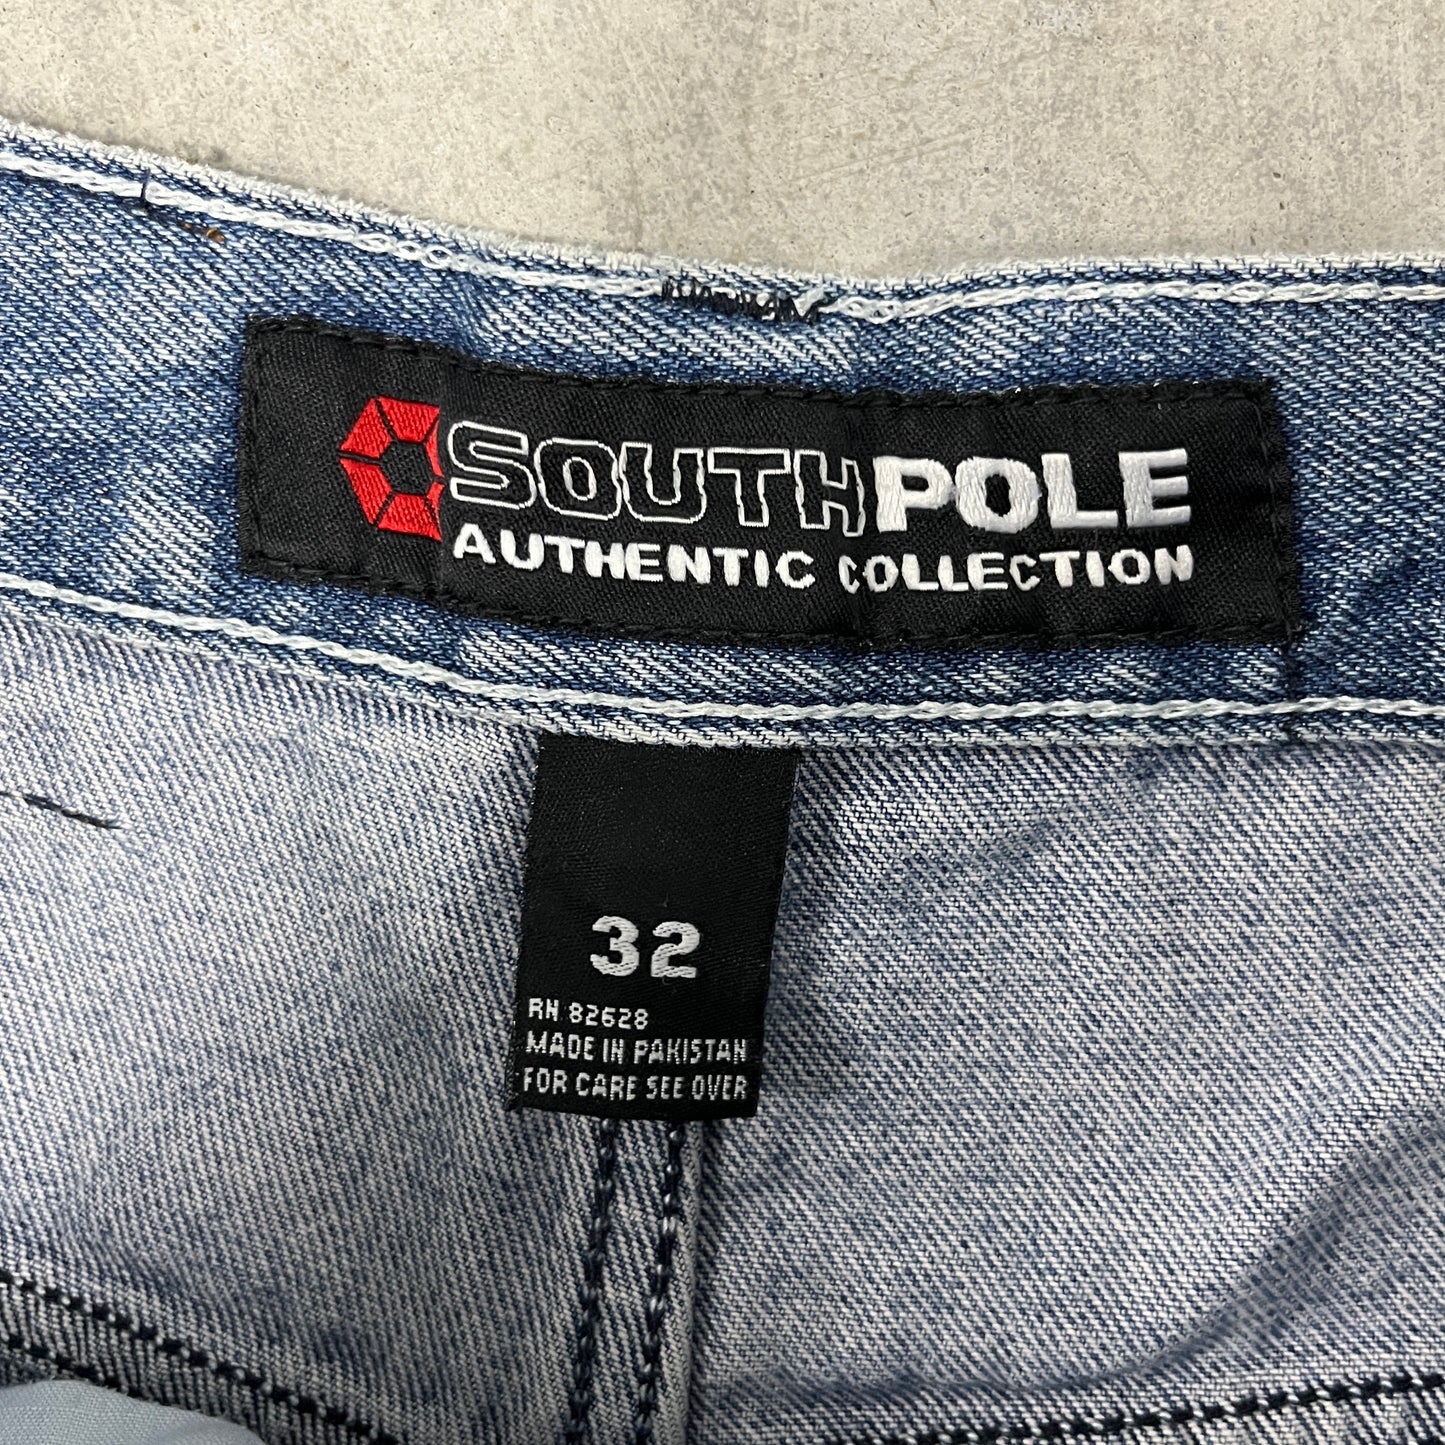 SOUTHPOLE
AUTHENTIC COLLECTION
32
RN 82628
MADE IN PAKISTAN
FOR CARE SEE OVER